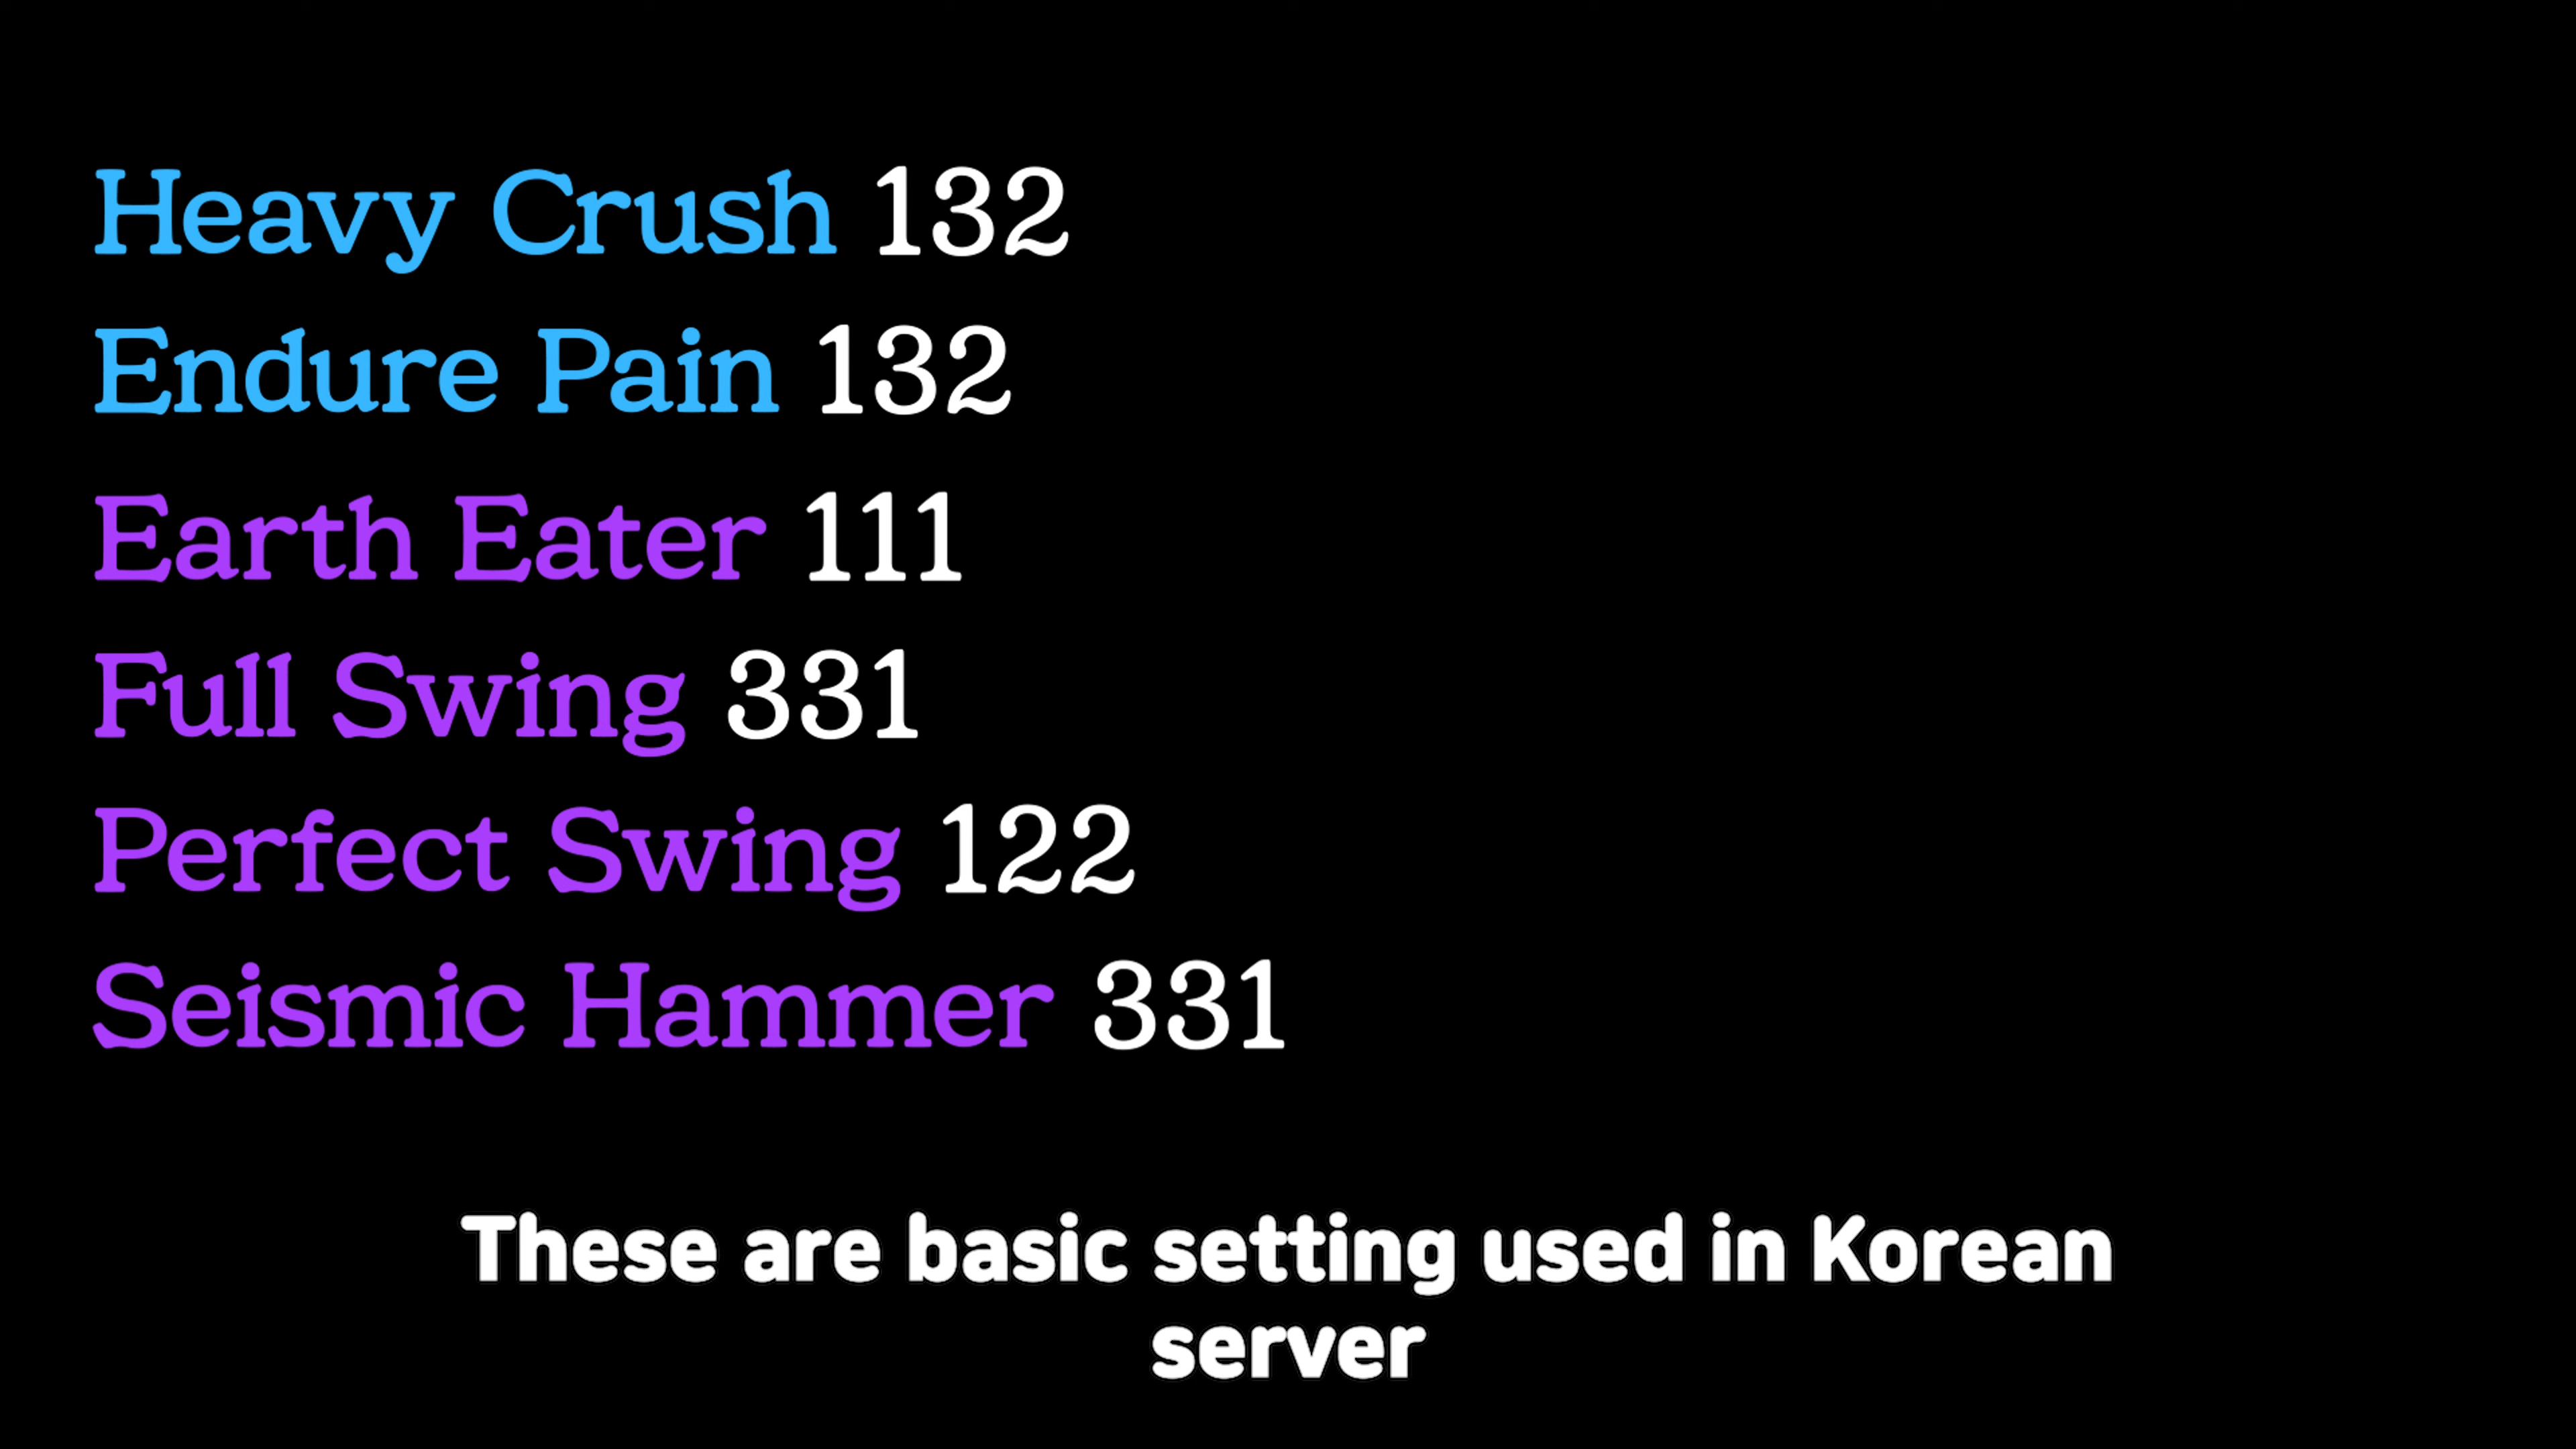 Heavy Crush 132
Endure Pain 132
Earth Eater 111
Full Swing 331
Perfect Swing 122
Seismic Hammer 331
These are basic setting used in Korean
server